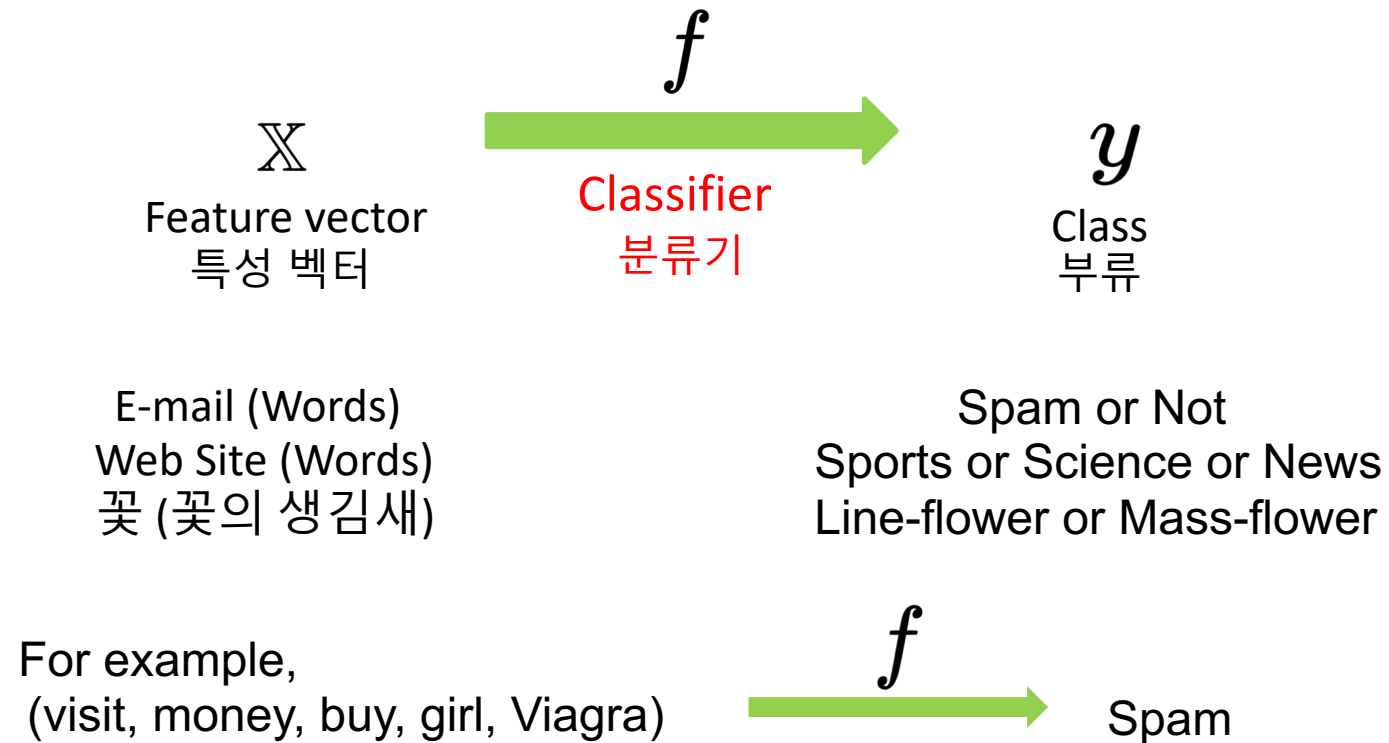 f
𝕏
y
Feature vector
특성 벡터
Classifier
분류기
Class
부류
E-mail (Words)
Web Site (Words)
꽃 (꽃의 생김새)
Spam or Not
Sports or Science or News
Line-flower or Mass-flower
For example,
(visit, money, buy, girl, Viagra)
f
Spam